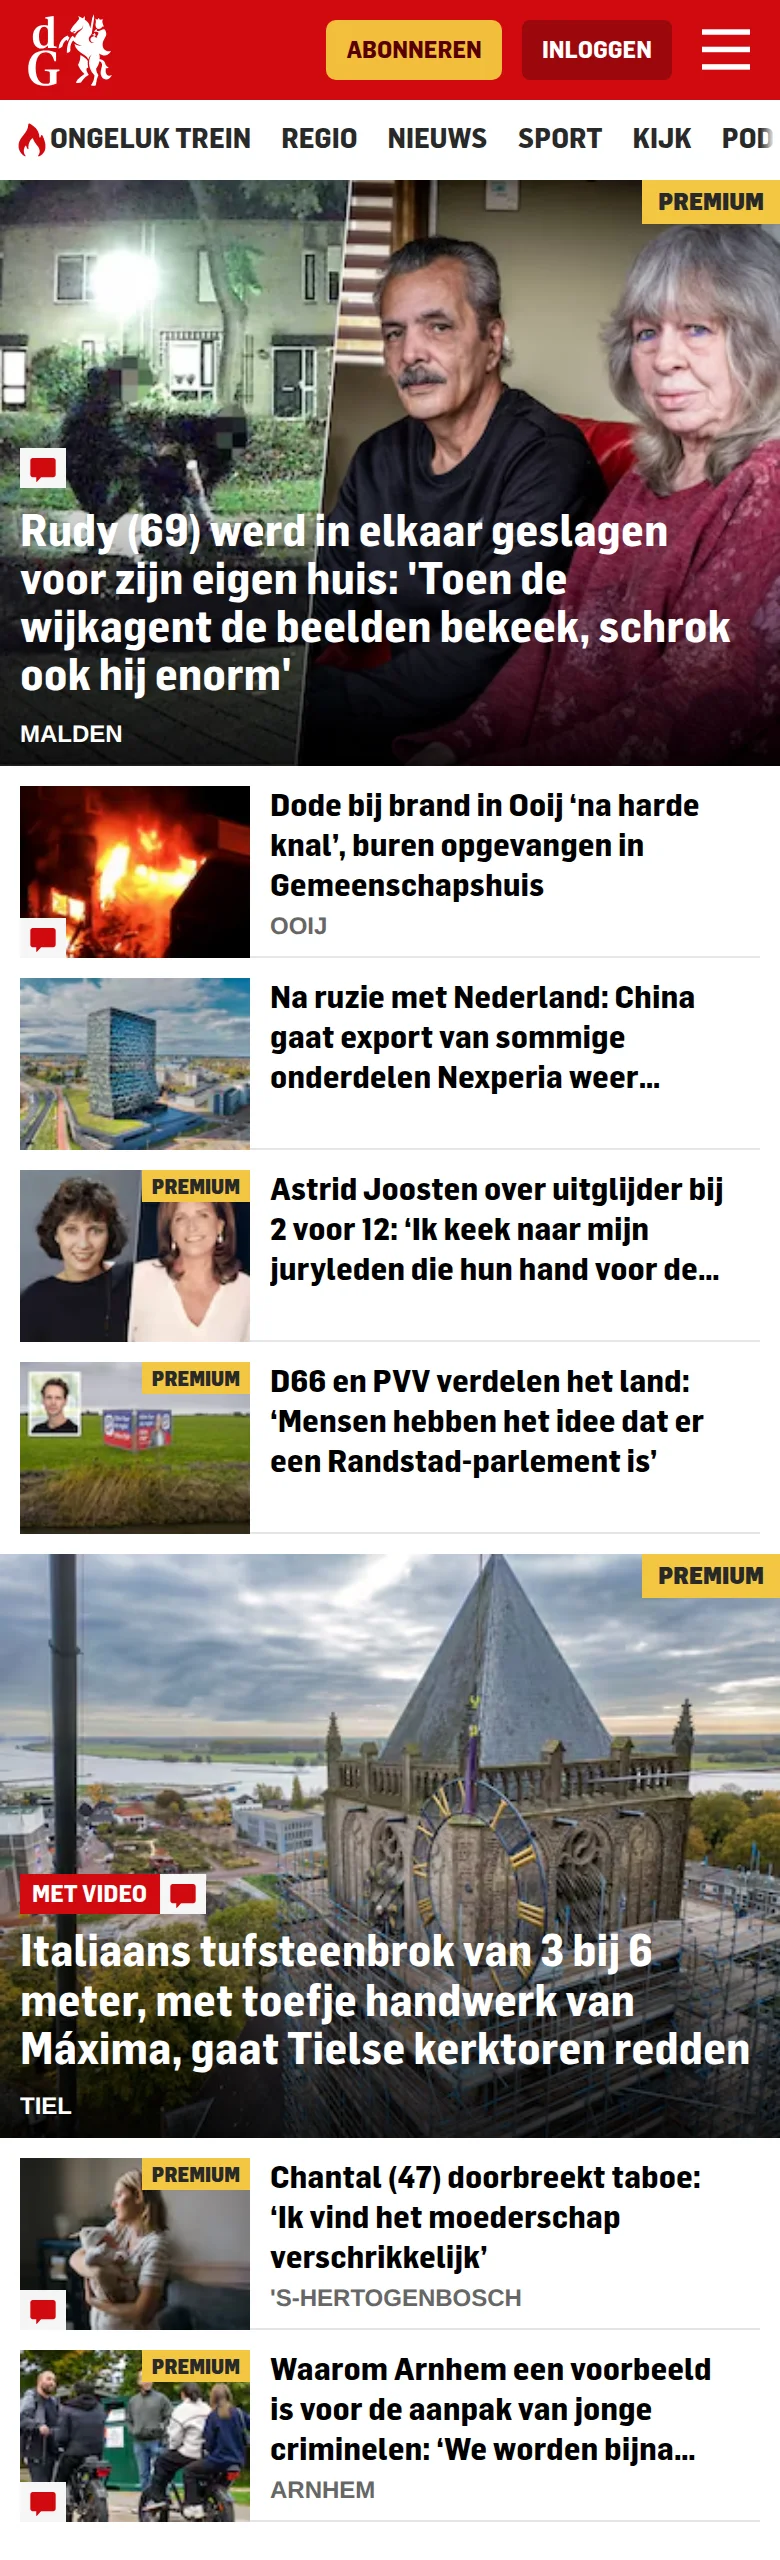 dG
ABONNEREN
INLOGGEN
ONGELUK TREIN
REGIO
NIEUWS
SPORT
KIJK
POD
PREMIUM
Rudy (69) werd in elkaar geslagen
voor zijn eigen huis: 'Toen de
wijkagent de beelden bekeek, schrok
ook hij enorm'
MALDEN
Dode bij brand in Ooij ‘na harde
knal’, buren opgevangen in
Gemeenschapshuis
OOIJ
Na ruzie met Nederland: China
gaat export van sommige
onderdelen Nexperia weer...
PREMIUM
Astrid Joosten over uitglijder bij
2 voor 12: ‘Ik keek naar mijn
juryleden die hun hand voor de...
PREMIUM
D66 en PVV verdelen het land:
‘Mensen hebben het idee dat er
een Randstad-parlement is’
PREMIUM
MET VIDEO
Italiaans tufsteenbrok van 3 bij 6
meter, met toefje handwerk van
Máxima, gaat Tielse kerktoren redden
TIEL
PREMIUM
Chantal (47) doorbreekt taboe:
‘Ik vind het moederschap
verschrikkelijk’
'S-HERTOGENBOSCH
PREMIUM
Waarom Arnhem een voorbeeld
is voor de aanpak van jonge
criminelen: ‘We worden bijna...
ARNHEM